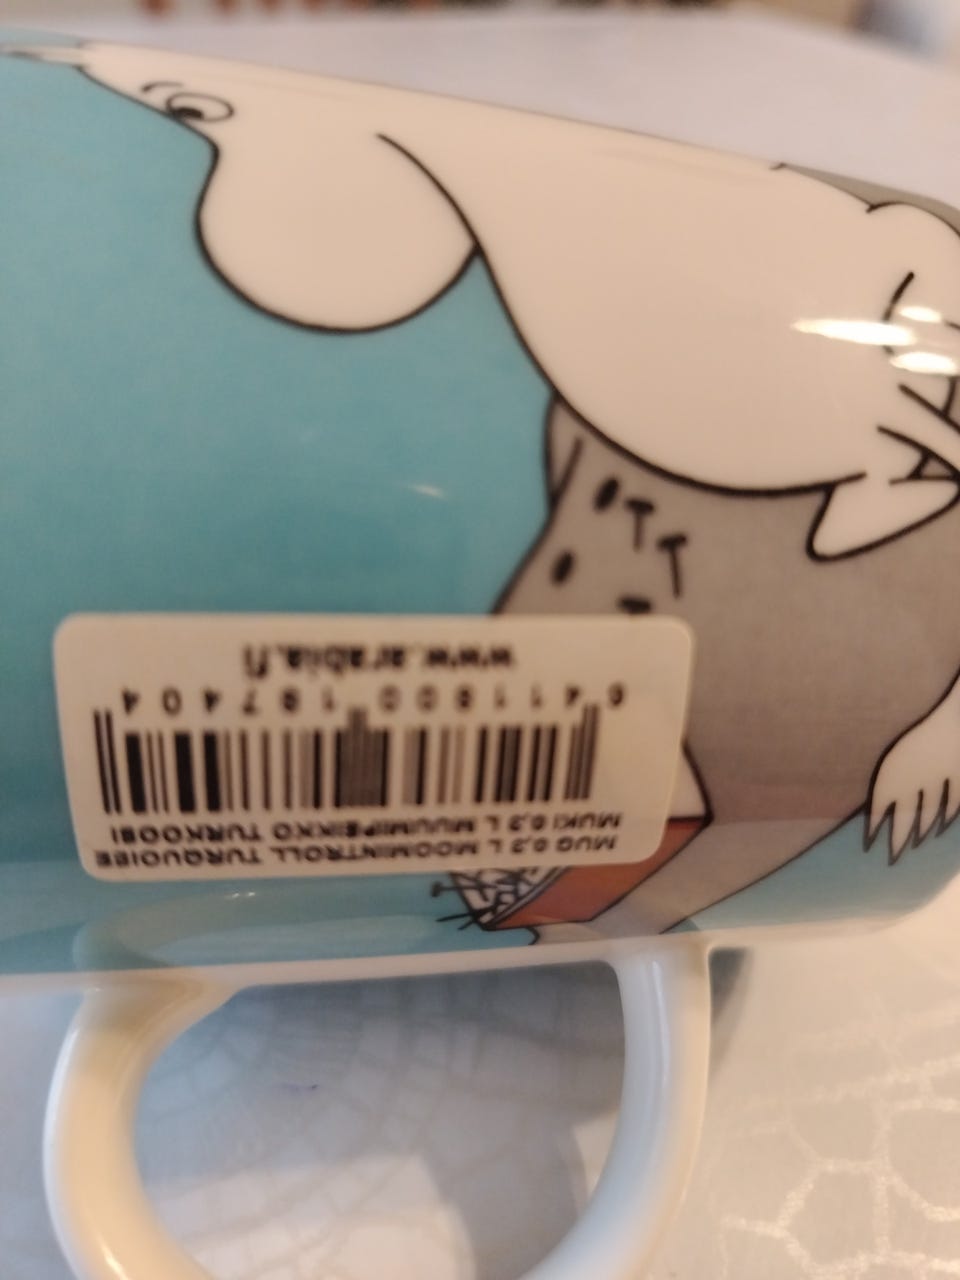 MUG 0,3 L MOOMINTROLL TURQUOISE
MUKI 0,3 L MUUMIPEIKKO TURKOOSI
6 411800 187404
www.arabia.fi